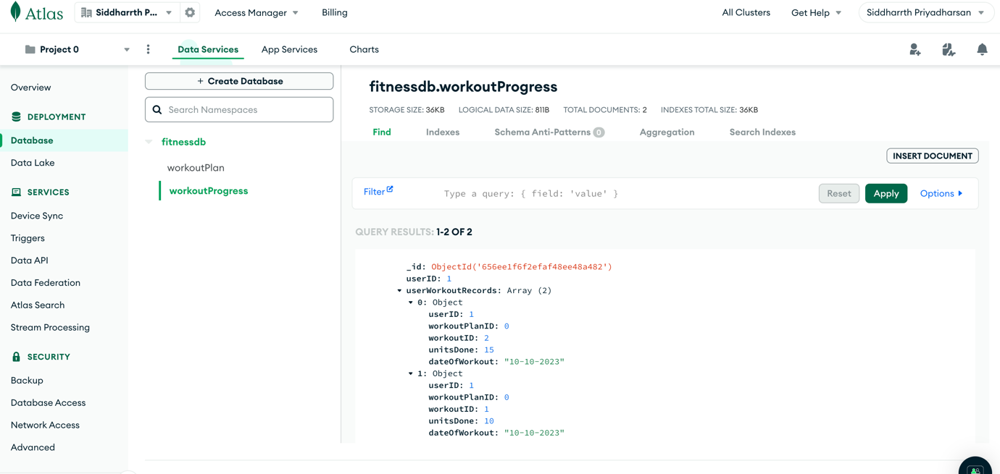 Atlas
Siddharrth P...
Access Manager
Billing
All Clusters
Get Help
Siddharrth Priyadharsan
Project 0
Data Services
App Services
Charts
Overview
DEPLOYMENT
Database
Data Lake
SERVICES
Device Sync
Triggers
Data API
Data Federation
Atlas Search
Stream Processing
SECURITY
Backup
Database Access
Network Access
Advanced
+ Create Database
Search Namespaces
fitnessdb
workoutPlan
workoutProgress
fitnessdb.workoutProgress
STORAGE SIZE: 36KB LOGICAL DATA SIZE: 811B TOTAL DOCUMENTS: 2 INDEXES TOTAL SIZE: 36KB
Find Indexes Schema Anti-Patterns 0 Aggregation Search Indexes
INSERT DOCUMENT
Filter Type a query: { field: 'value' } Reset Apply Options
QUERY RESULTS: 1-2 OF 2
_id: ObjectId('656ee1f6f2efaf48ee48a482')
userID: 1
userWorkoutRecords: Array (2)
0: Object
userID: 1
workoutPlanID: 0
workoutID: 2
unitsDone: 15
dateOfWorkout: "10-10-2023"
1: Object
userID: 1
workoutPlanID: 0
workoutID: 1
unitsDone: 10
dateOfWorkout: "10-10-2023"